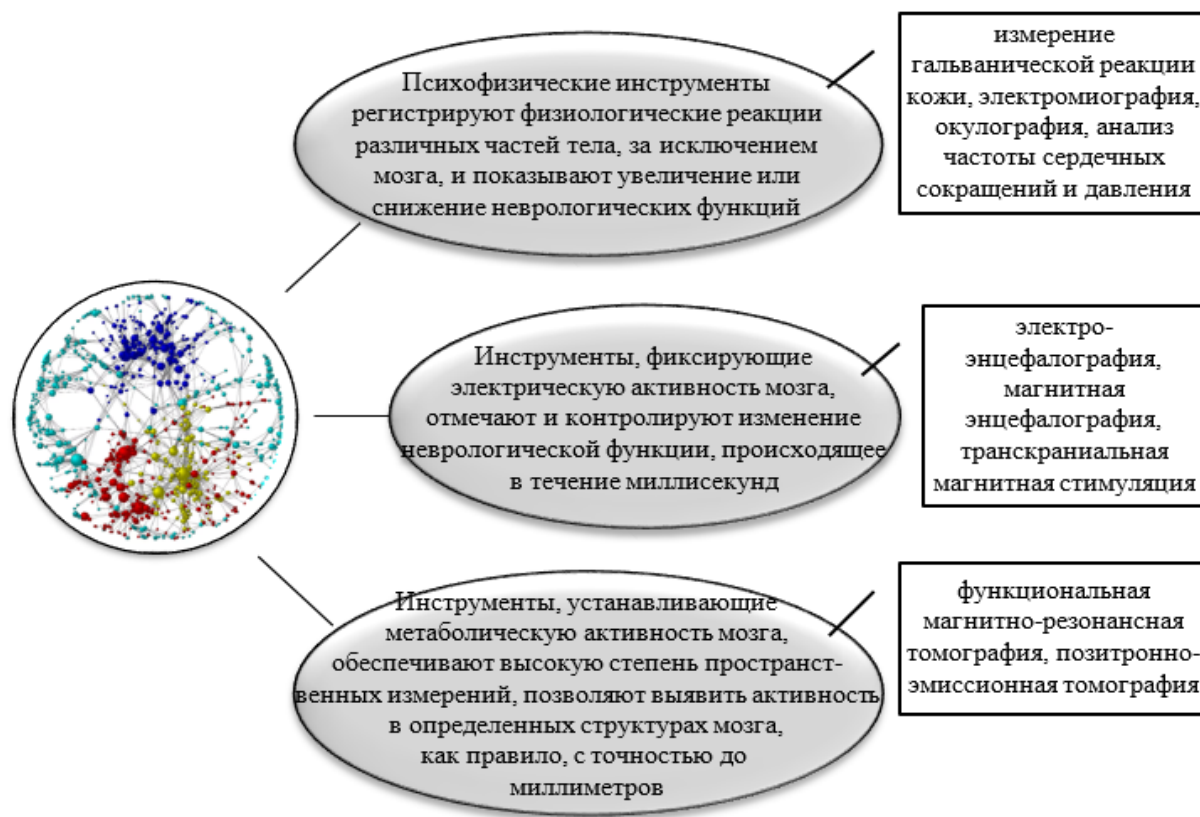 Психофизические инструменты
регистрируют физиологические реакции
различных частей тела, за исключением
мозга, и показывают увеличение или
снижение неврологических функций
измерение
гальванической реакции
кожи, электромиография,
окулография, анализ
частоты сердечных
сокращений и давления
Инструменты, фиксирующие
электрическую активность мозга,
отмечают и контролируют изменение
неврологической функции, происходящее
в течение миллисекунд
электро-
энцефалография,
магнитная
энцефалография,
транскраниальная
магнитная стимуляция
Инструменты, устанавливающие
метаболическую активность мозга,
обеспечивают высокую степень пространст-
венных измерений, позволяют выявить активность
в определенных структурах мозга,
как правило, с точностью до
миллиметров
функциональная
магнитно-резонансная
томография, позитронно-
эмиссионная томография